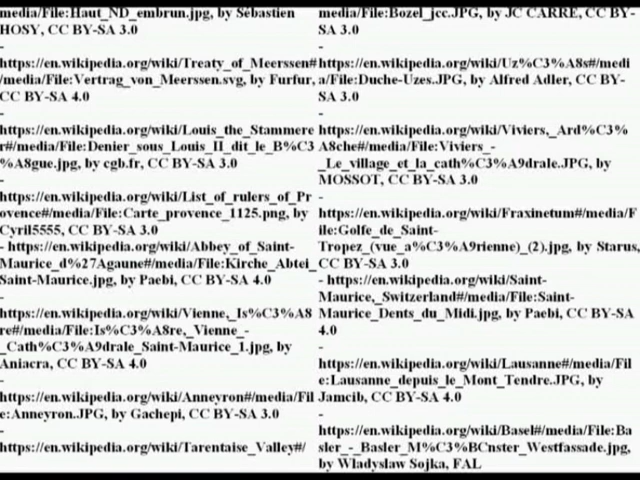 media/File:Haut_ND_embrun.jpg, by Sébastien
HOSY, CC BY-SA 3.0
-
https://en.wikipedia.org/wiki/Treaty_of_Meerssen#
/media/File:Vertrag_von_Meerssen.svg, by Furfur,
CC BY-SA 4.0
-
https://en.wikipedia.org/wiki/Louis_the_Stammere
r#/media/File:Denier_sous_Louis_II_dit_le_B%C3
%A8gue.jpg, by cgb.fr, CC BY-SA 3.0
-
https://en.wikipedia.org/wiki/List_of_rulers_of_Pr
ovence#/media/File:Carte_provence_1125.png, by
Cyril5555, CC BY-SA 3.0
- https://en.wikipedia.org/wiki/Abbey_of_Saint-
Maurice_d%27Agaune#/media/File:Kirche_Abtei_
Saint-Maurice.jpg, by Paebi, CC BY-SA 4.0
-
https://en.wikipedia.org/wiki/Vienne,_Is%C3%A8
re#/media/File:Is%C3%A8re,_Vienne_-
_Cath%C3%A9drale_Saint-Maurice_1.jpg, by
Aniacra, CC BY-SA 4.0
-
https://en.wikipedia.org/wiki/Anneyron#/media/Fil
e:Anneyron.JPG, by Gachepi, CC BY-SA 3.0
-
https://en.wikipedia.org/wiki/Tarentaise_Valley#/
media/File:Bozel_jcc.JPG, by JC CARRE, CC BY-
SA 3.0
-
https://en.wikipedia.org/wiki/Uz%C3%A8s#/medi
a/File:Duche-Uzes.JPG, by Alfred Adler, CC BY-
SA 3.0
-
https://en.wikipedia.org/wiki/Viviers,_Ard%C3%
A8che#/media/File:Viviers_-
_Le_village_et_la_cath%C3%A9drale.JPG, by
MOSSOT, CC BY-SA 3.0
-
https://en.wikipedia.org/wiki/Fraxinetum#/media/F
ile:Golfe_de_Saint-
Tropez_(vue_a%C3%A9rienne)_(2).jpg, by Starus,
CC BY-SA 3.0
- https://en.wikipedia.org/wiki/Saint-
Maurice,_Switzerland#/media/File:Saint-
Maurice_Dents_du_Midi.jpg, by Paebi, CC BY-SA
4.0
-
https://en.wikipedia.org/wiki/Lausanne#/media/Fil
e:Lausanne_depuis_le_Mont_Tendre.JPG, by
Jamcib, CC BY-SA 4.0
-
https://en.wikipedia.org/wiki/Basel#/media/File:Ba
sler_-_Basler_M%C3%BCnster_Westfassade.jpg,
by Wladyslaw Sojka, FAL